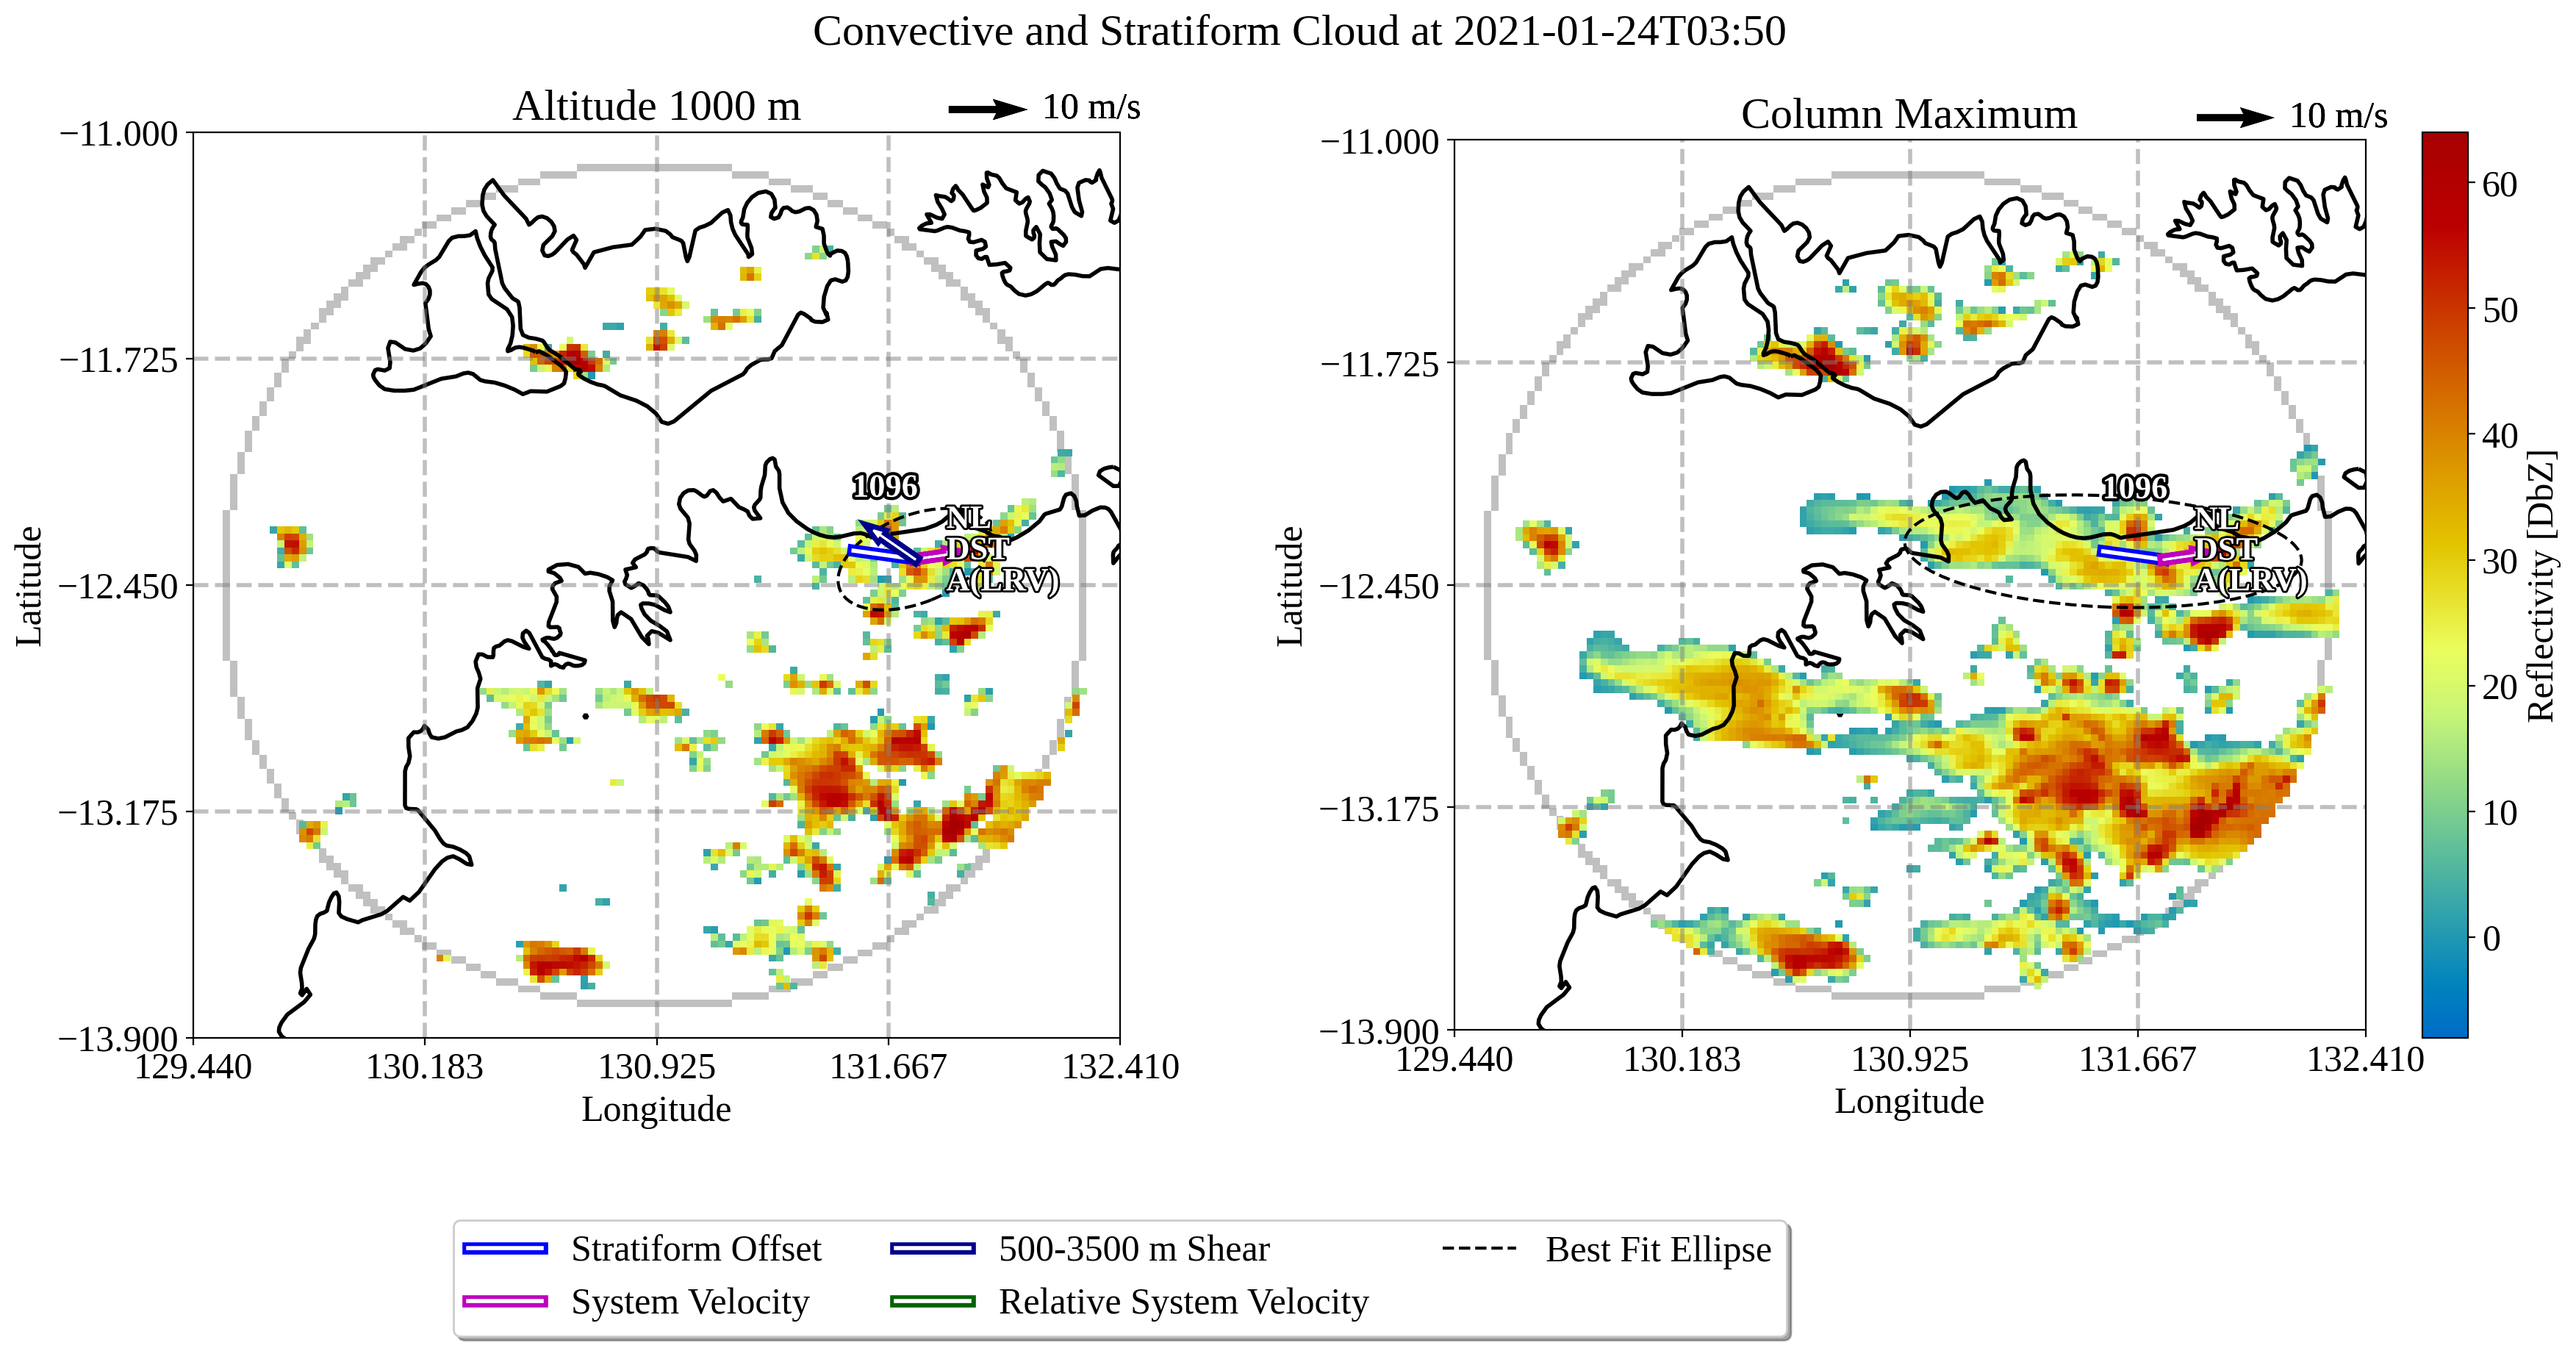 Convective and Stratiform Cloud at 2021-01-24T03:50
Altitude 1000 m
10 m/s
−11.000
−11.725
−12.450
−13.175
−13.900
129.440
130.183
130.925
131.667
132.410
Latitude
Longitude
1096
NL
DST
A(LRV)
Column Maximum
10 m/s
−11.000
−11.725
−12.450
−13.175
−13.900
129.440
130.183
130.925
131.667
132.410
Latitude
Longitude
1096
NL
DST
A(LRV)
60
50
40
30
20
10
0
Reflectivity [DbZ]
Stratiform Offset
500-3500 m Shear
Best Fit Ellipse
System Velocity
Relative System Velocity